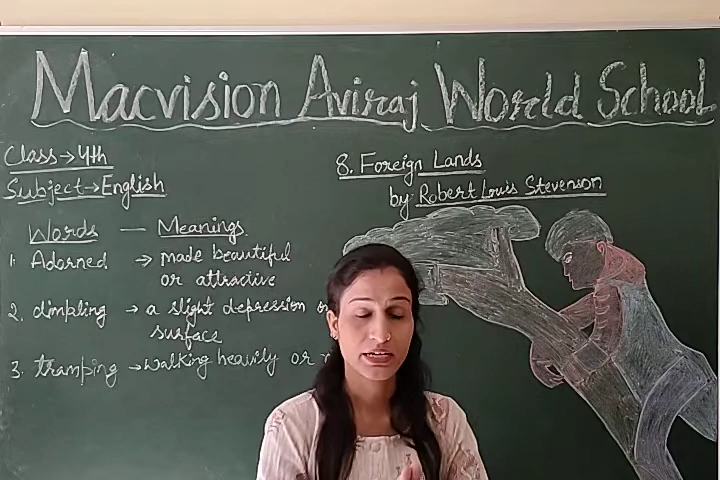 Macvision Aviraj World School
Class→4th
Subject→English
8. Foreign Lands
by Robert Louis Stevenson
Words — Meanings
1. Adorned → made beautiful
or attractive
2. dimpling → a slight depression
surface
3. tramping → walking heavily or